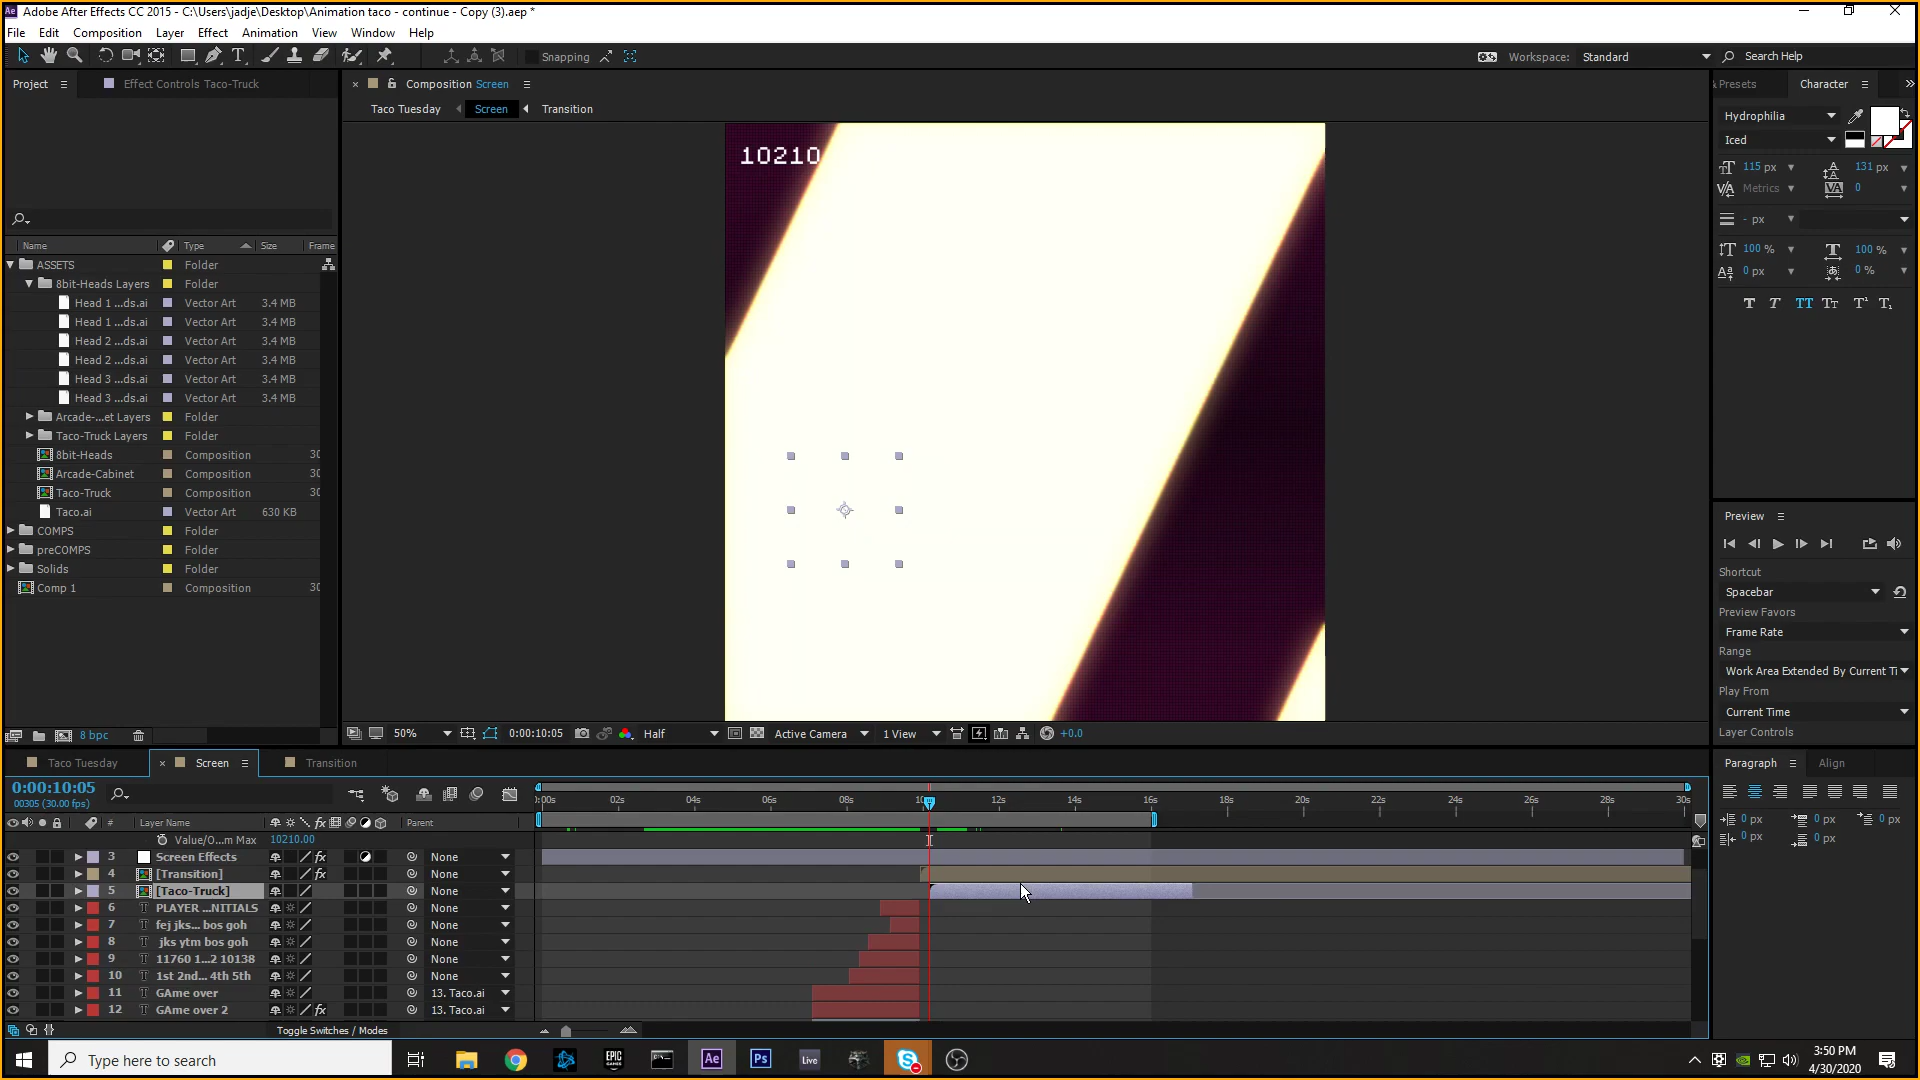 Adobe After Effects CC 2015 - C:\Users\jadje\Desktop\Animation taco - continue - Copy (3).aep *
File Edit Composition Layer Effect Animation View Window Help
Snapping
Workspace: Standard Search Help
Project Effect Controls Taco-Truck
Composition Screen
Presets Character
Taco Tuesday Screen Transition
Hydrophilia
Iced
115 px 131 px
Metrics 0
- px
100 % 100 %
0 px 0 %
T T TT Tt T¹ T₁
10210
Name Type Size Frame
ASSETS Folder
8bit-Heads Layers Folder
Head 1 ...ds.ai Vector Art 3.4 MB
Head 1 ...ds.ai Vector Art 3.4 MB
Head 2 ...ds.ai Vector Art 3.4 MB
Head 2 ...ds.ai Vector Art 3.4 MB
Head 3 ...ds.ai Vector Art 3.4 MB
Head 3 ...ds.ai Vector Art 3.4 MB
Arcade-...et Layers Folder
Taco-Truck Layers Folder
8bit-Heads Composition 30
Arcade-Cabinet Composition 30
Taco-Truck Composition 30
Taco.ai Vector Art 630 KB
COMPS Folder
preCOMPS Folder
Solids Folder
Comp 1 Composition 30
8 bpc
Preview
Shortcut
Spacebar
Preview Favors
Frame Rate
Range
Work Area Extended By Current Ti
Play From
Current Time
Layer Controls
50% 0:00:10:05 Half Active Camera 1 View +0.0
Taco Tuesday Screen Transition
Paragraph Align
0:00:10:05
00305 (30.00 fps)
:00s 02s 04s 06s 08s 10 12s 14s 16s 18s 20s 22s 24s 26s 28s 30s
# Layer Name Parent
Value/O...m Max 10210.00
3 Screen Effects None
4 [Transition] None
5 [Taco-Truck] None
6 PLAYER ...NITIALS None
7 fej jks... bos goh None
8 jks ytm bos goh None
9 11760 1...2 10138 None
10 1st 2nd... 4th 5th None
11 GAme over 13. Taco.ai
12 GAme over 2 13. Taco.ai
Toggle Switches / Modes
0 px 0 px 0 px
0 px 0 px
Type here to search
EPIC GAMES
Ae
Ps
Live
3:50 PM
4/30/2020